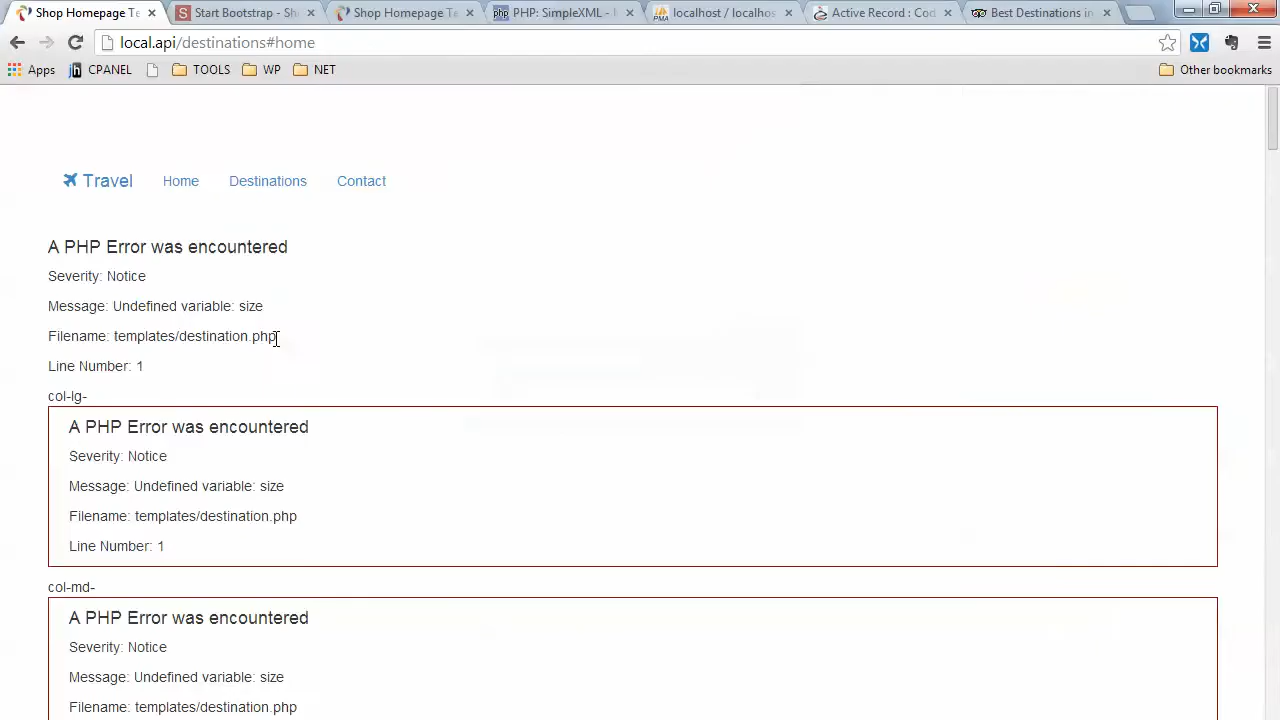 Shop Homepage Te
Start Bootstrap - Sh
Shop Homepage Te
PHP: SimpleXML - 
localhost / localhos
Active Record : Cod
Best Destinations in
local.api/destinations#home
Apps
CPANEL
TOOLS
WP
NET
Other bookmarks
Travel
Home
Destinations
Contact
A PHP Error was encountered
Severity: Notice
Message: Undefined variable: size
Filename: templates/destination.php
Line Number: 1
col-lg-
A PHP Error was encountered
Severity: Notice
Message: Undefined variable: size
Filename: templates/destination.php
Line Number: 1
col-md-
A PHP Error was encountered
Severity: Notice
Message: Undefined variable: size
Filename: templates/destination.php